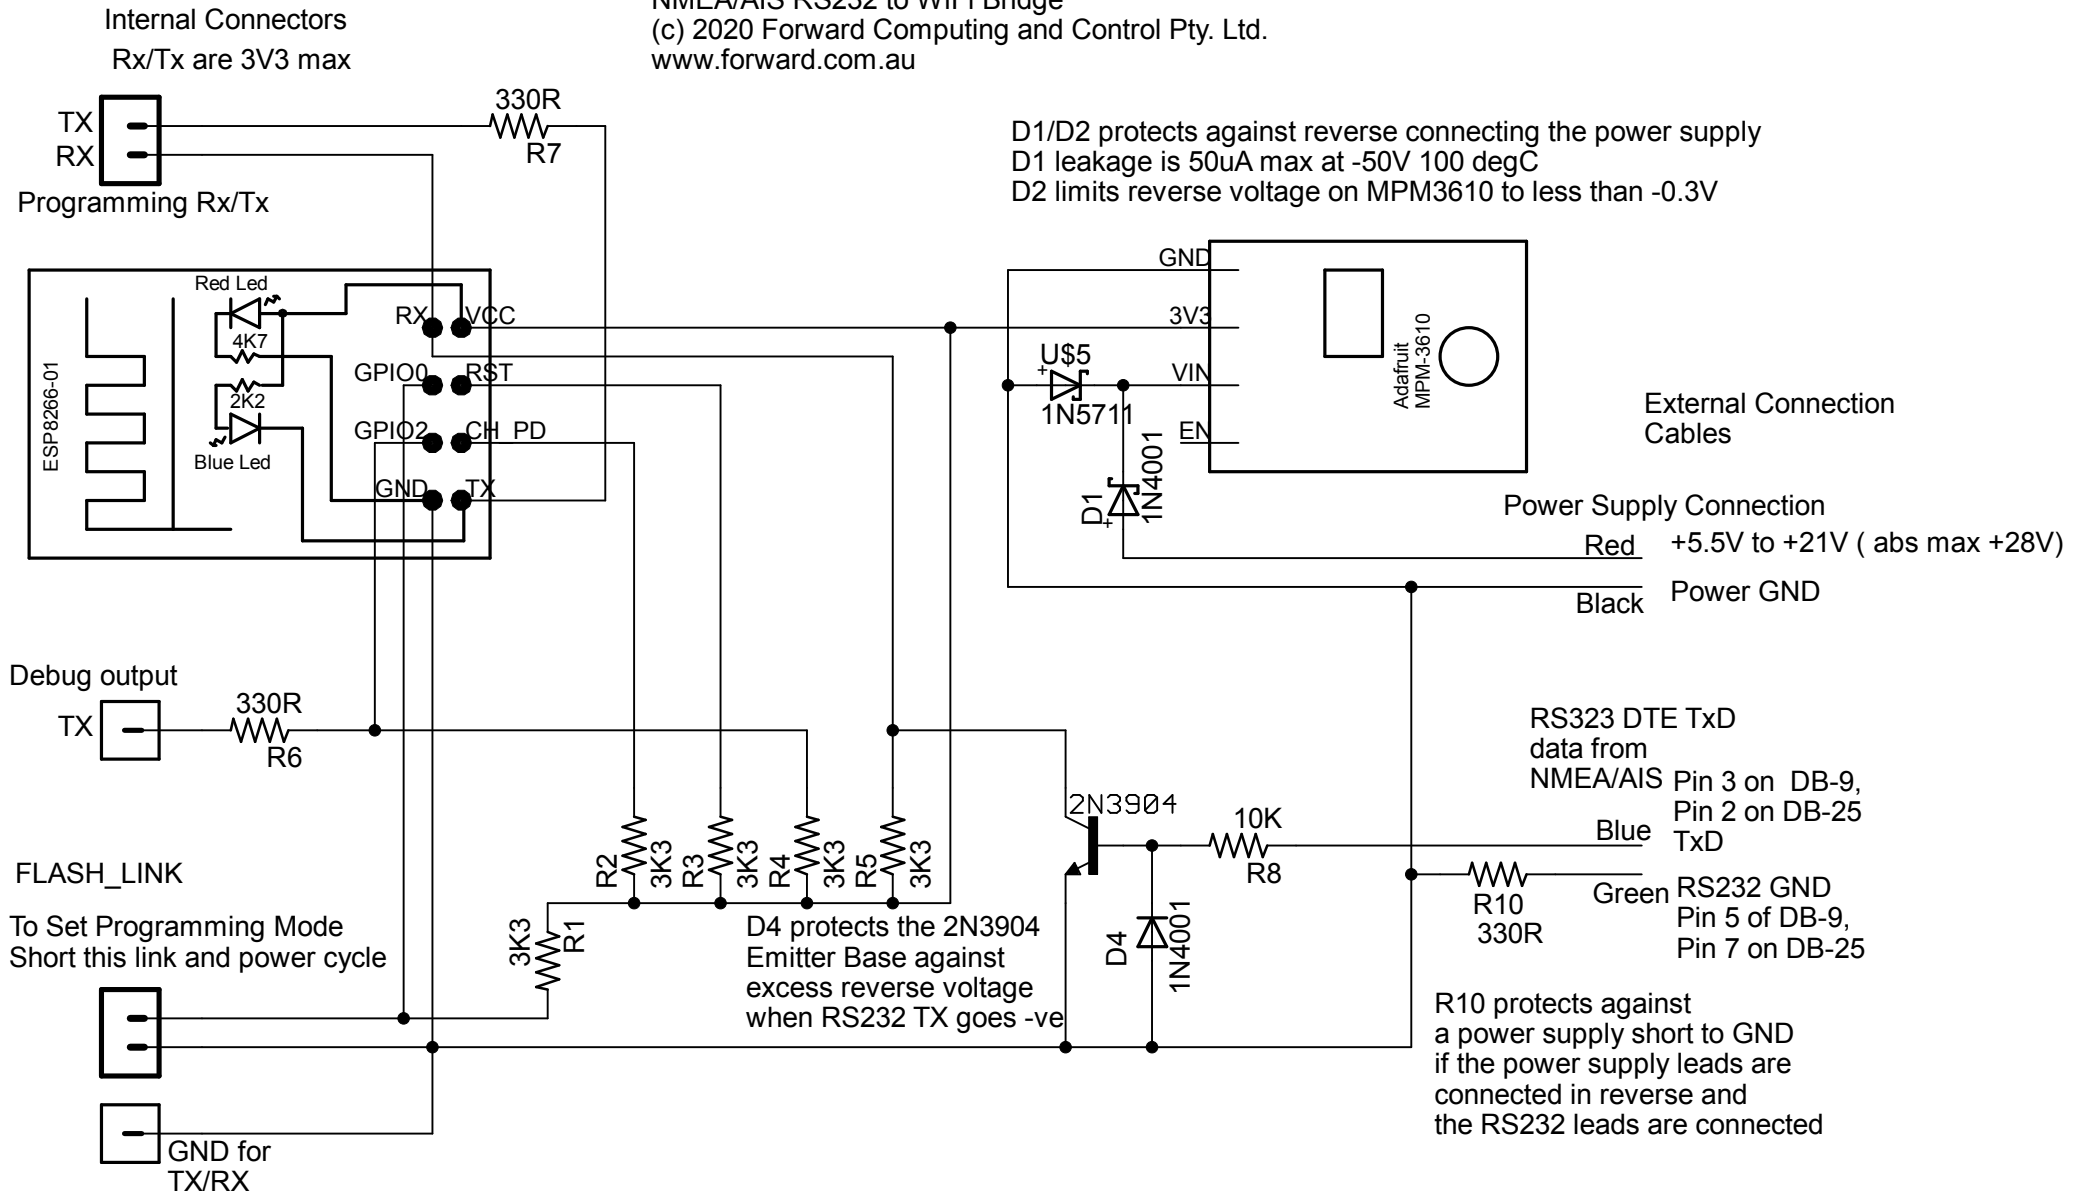 NMEA/AIS RS232 to WiFi Bridge
(c) 2020 Forward Computing and Control Pty. Ltd.
www.forward.com.au
Internal Connectors
Rx/Tx are 3V3 max
TX
RX
Programming Rx/Tx
330R
R7
D1/D2 protects against reverse connecting the power supply
D1 leakage is 50uA max at -50V 100 degC
D2 limits reverse voltage on MPM3610 to less than -0.3V
ESP8266-01
Red Led
4K7
2K2
Blue Led
RX
VCC
GPIO0
RST
GPIO2
CH_PD
GND
TX
GND
3V3
VIN
EN
Adafruit
MPM-3610
U$5
+
1N5711
D1
+
1N4001
External Connection
Cables
Power Supply Connection
Red
+5.5V to +21V ( abs max +28V)
Black
Power GND
Debug output
TX
330R
R6
R2
3K3
R3
3K3
R4
3K3
R5
3K3
3K3
R1
2N3904
10K
R8
D4
1N4001
D4 protects the 2N3904
Emitter Base against
excess reverse voltage
when RS232 TX goes -ve
RS323 DTE TxD
data from
NMEA/AIS
Pin 3 on DB-9,
Pin 2 on DB-25
Blue
TxD
Green
RS232 GND
Pin 5 of DB-9,
Pin 7 on DB-25
R10
330R
R10 protects against
a power supply short to GND
if the power supply leads are
connected in reverse and
the RS232 leads are connected
FLASH_LINK
To Set Programming Mode
Short this link and power cycle
GND for
TX/RX